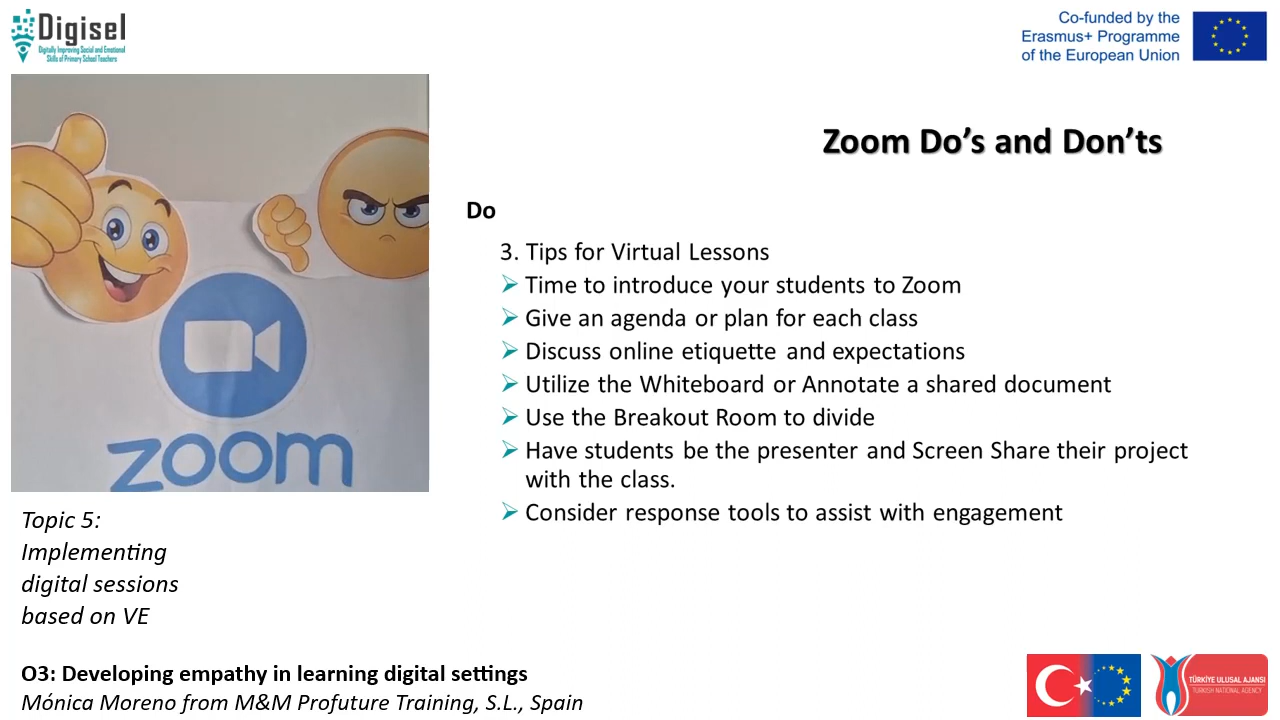 Digisel
Digitally Improving Social and Emotional
Skills of Primary School Teachers
Co-funded by the
Erasmus+ Programme
of the European Union
Zoom Do’s and Don’ts
Do
3. Tips for Virtual Lessons
Time to introduce your students to Zoom
Give an agenda or plan for each class
Discuss online etiquette and expectations
Utilize the Whiteboard or Annotate a shared document
Use the Breakout Room to divide
Have students be the presenter and Screen Share their project
with the class.
Consider response tools to assist with engagement
zoom
Topic 5:
Implementing
digital sessions
based on VE
O3: Developing empathy in learning digital settings
Mónica Moreno from M&M Profuture Training, S.L., Spain
TÜRKİYE ULUSAL AJANSI
TURKISH NATIONAL AGENCY